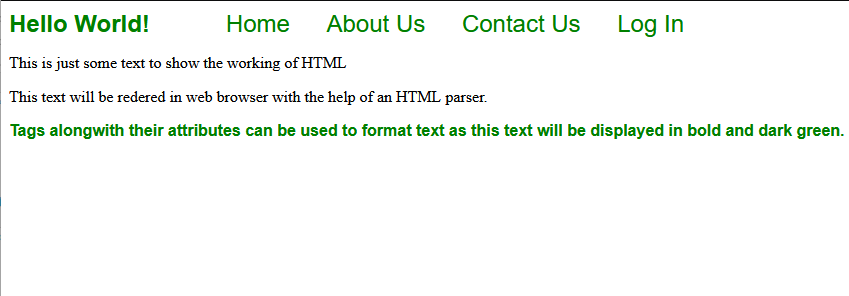 Hello World! Home About Us Contact Us Log In
This is just some text to show the working of HTML
This text will be redered in web browser with the help of an HTML parser.
Tags alongwith their attributes can be used to format text as this text will be displayed in bold and dark green.